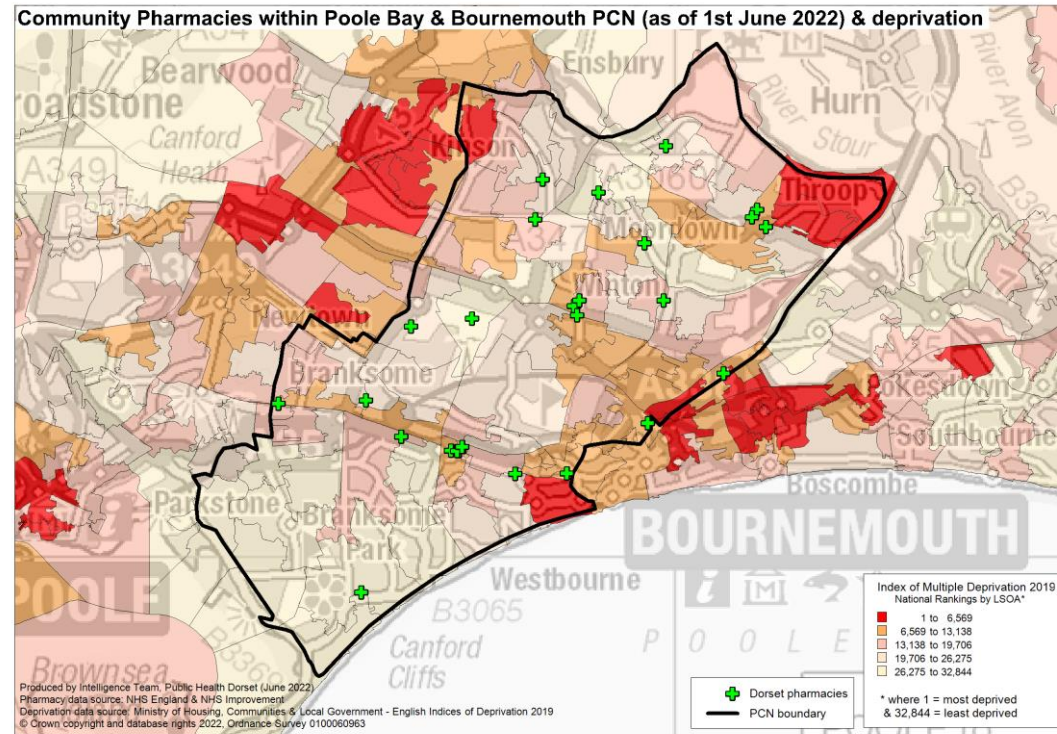 Community Pharmacies within Poole Bay & Bournemouth PCN (as of 1st June 2022) & deprivation
Bearwood
Ensbury
River
River Avon
roadstone
Hurn
Canford
Heath
Stour
A349
Kinson
Throop
Moordown
Winton
Newtown
Branksome
Southbourne
Boscombe
Parkstone
Branksome
Park
BOURNEMOUTH
Westbourne
POOLE
B3065
Canford
Cliffs
P O O L E
Brownsea
B3369
Index of Multiple Deprivation 2019
National Rankings by LSOA*
1 to 6,569
6,569 to 13,138
13,138 to 19,706
19,706 to 26,275
26,275 to 32,844
* where 1 = most deprived
& 32,844 = least deprived
Dorset pharmacies
PCN boundary
Produced by Intelligence Team, Public Health Dorset (June 2022)
Pharmacy data source: NHS England & NHS Improvement
Deprivation data source: Ministry of Housing, Communities & Local Government - English Indices of Deprivation 2019
© Crown copyright and database rights 2022, Ordnance Survey 0100060963